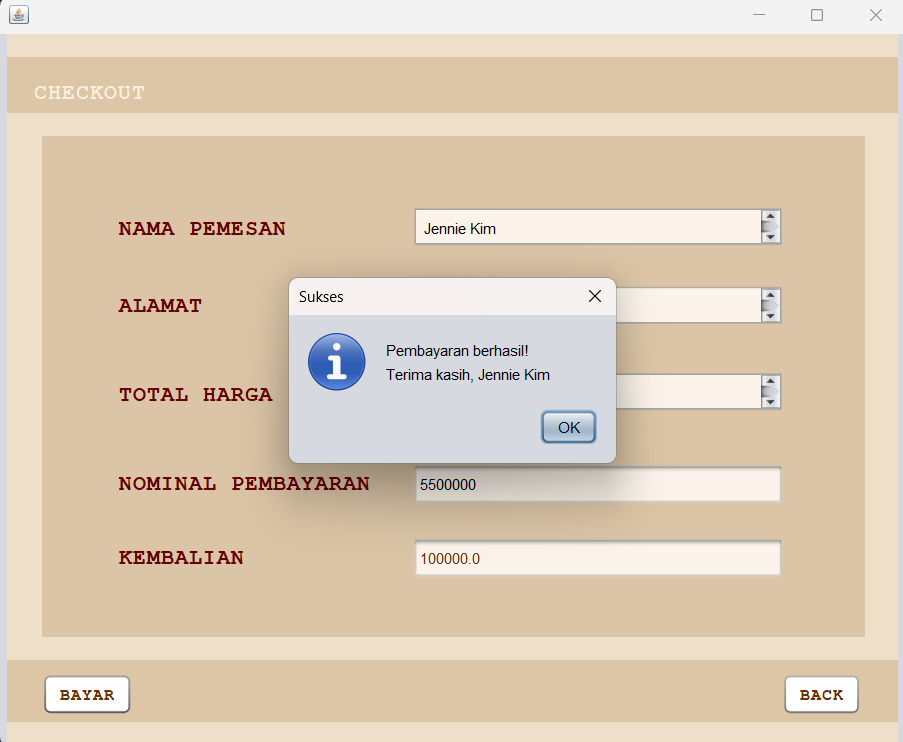 CHECKOUT
NAMA PEMESAN
Jennie Kim
ALAMAT
TOTAL HARGA
Sukses
Pembayaran berhasil!
Terima kasih, Jennie Kim
OK
NOMINAL PEMBAYARAN
5500000
KEMBALIAN
100000.0
BAYAR
BACK